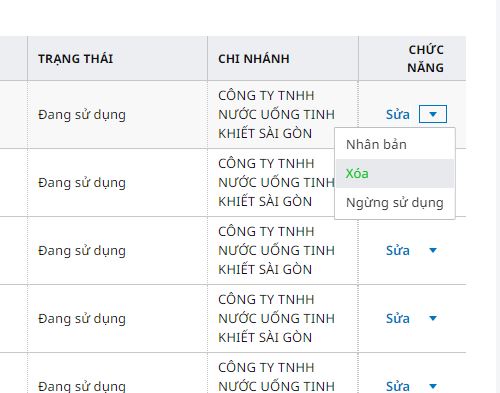 TRẠNG THÁI
CHI NHÁNH
CHỨC
NĂNG
Đang sử dụng
CÔNG TY TNHH
NƯỚC UỐNG TINH
KHIẾT SÀI GÒN
Sửa
Nhân bản
Xóa
Ngừng sử dụng
Đang sử dụng
CÔNG TY TNHH
NƯỚC UỐNG TINH
KHIẾT SÀI GÒN
Đang sử dụng
CÔNG TY TNHH
NƯỚC UỐNG TINH
KHIẾT SÀI GÒN
Sửa
Đang sử dụng
CÔNG TY TNHH
NƯỚC UỐNG TINH
KHIẾT SÀI GÒN
Sửa
Đang sử dụng
CÔNG TY TNHH
NƯỚC UỐNG TINH
Sửa